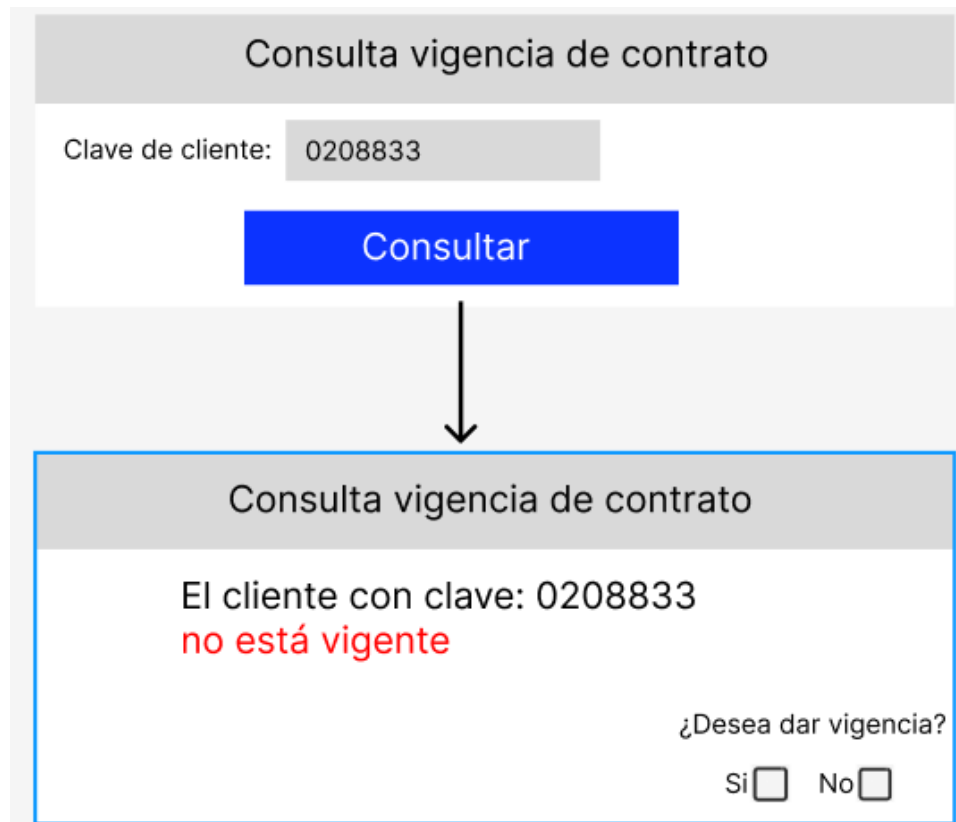 Consulta vigencia de contrato
Clave de cliente: 0208833
Consultar
Consulta vigencia de contrato
El cliente con clave: 0208833
no está vigente
¿Desea dar vigencia?
Si No